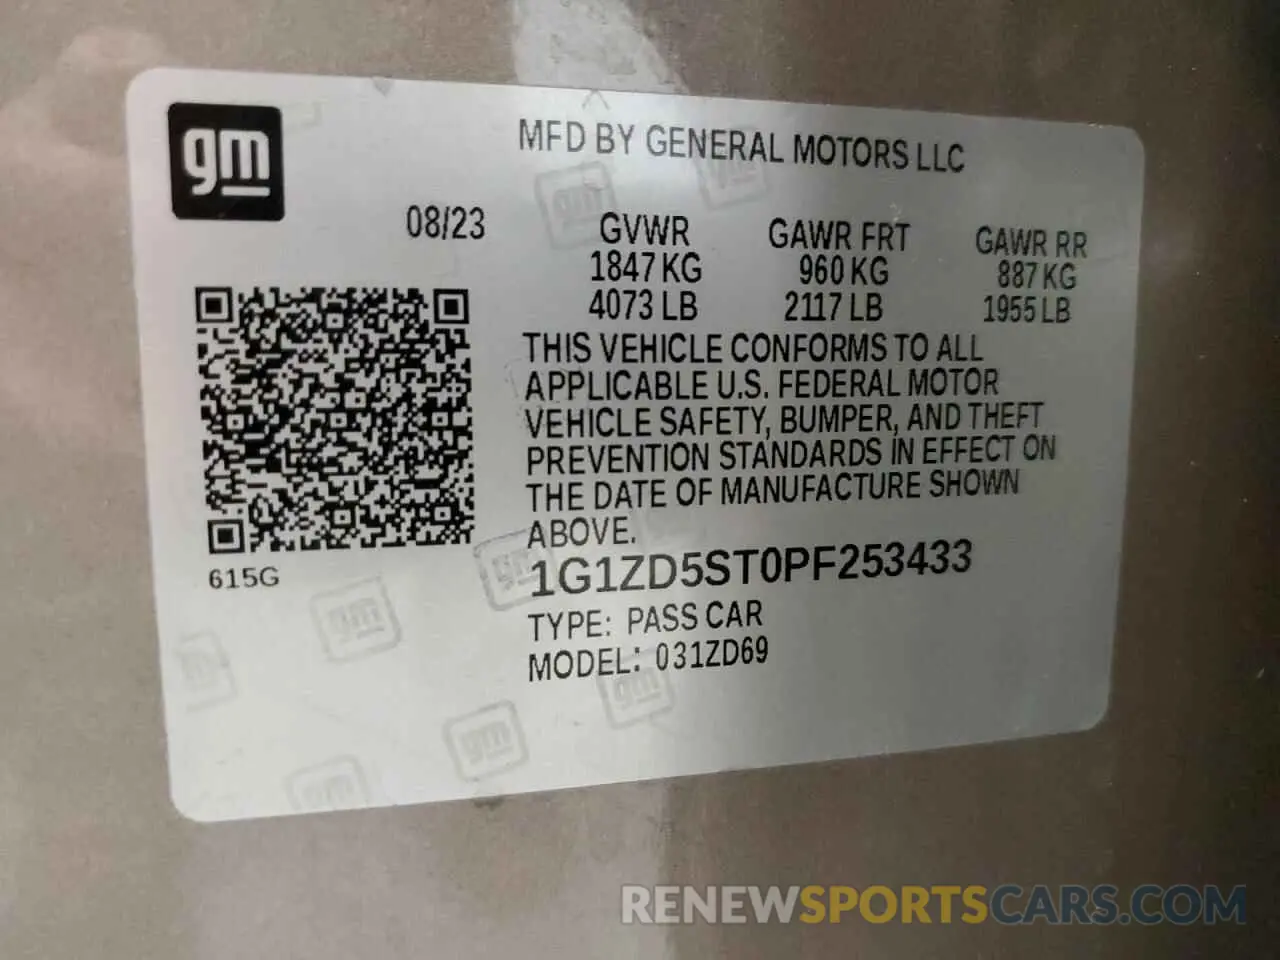 gm
MFD BY GENERAL MOTORS LLC
08/23
GVWR GAWR FRT GAWR RR
1847 KG 960 KG 887 KG
4073 LB 2117 LB 1955 LB
THIS VEHICLE CONFORMS TO ALL
APPLICABLE U.S. FEDERAL MOTOR
VEHICLE SAFETY, BUMPER, AND THEFT
PREVENTION STANDARDS IN EFFECT ON
THE DATE OF MANUFACTURE SHOWN
ABOVE.
615G
1G1ZD5ST0PF253433
TYPE: PASS CAR
MODEL: 031ZD69
RENEWSPORTSCARS.COM